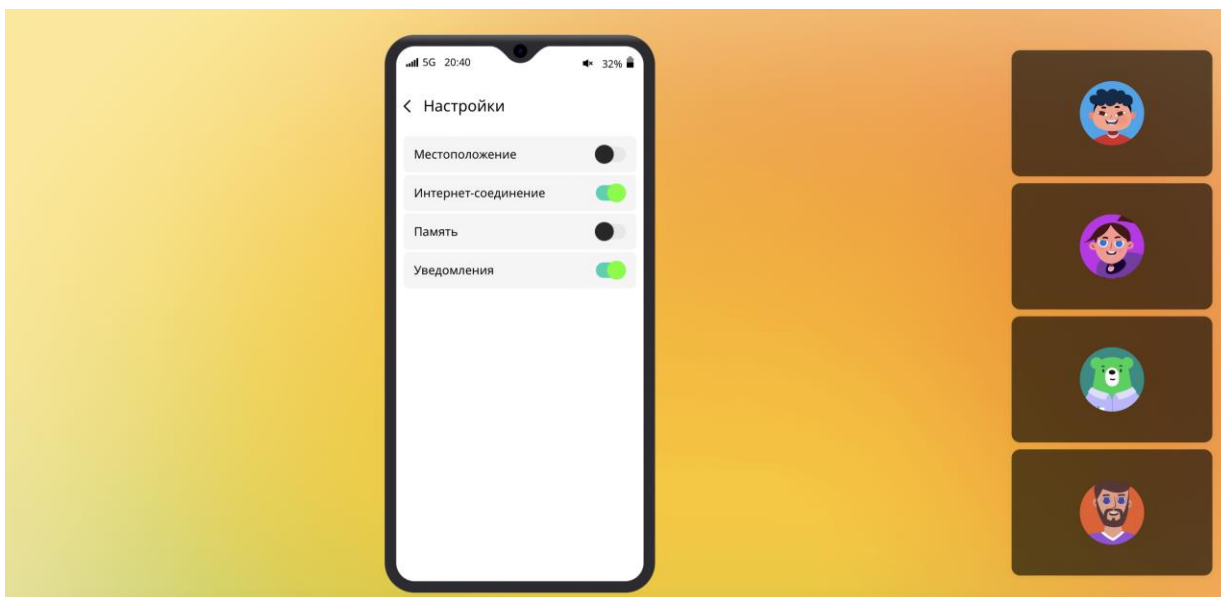 5G 20:40 32%
Настройки
Местоположение
Интернет-соединение
Память
Уведомления